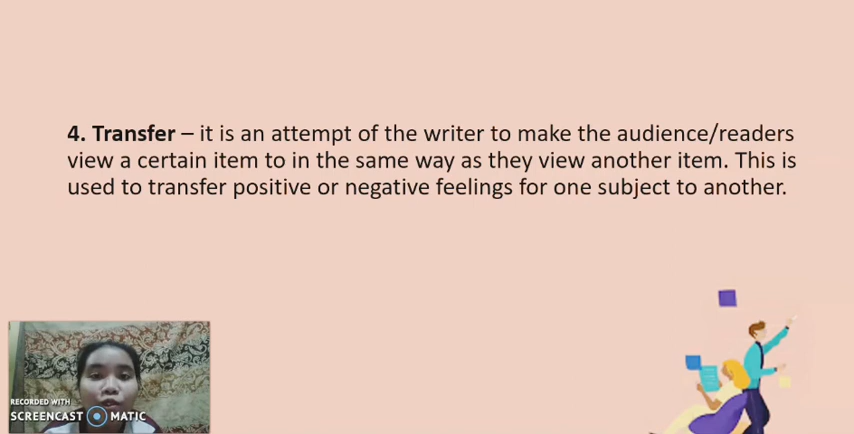 4. Transfer – it is an attempt of the writer to make the audience/readers
view a certain item to in the same way as they view another item. This is
used to transfer positive or negative feelings for one subject to another.
RECORDED WITH
SCREENCAST MATIC